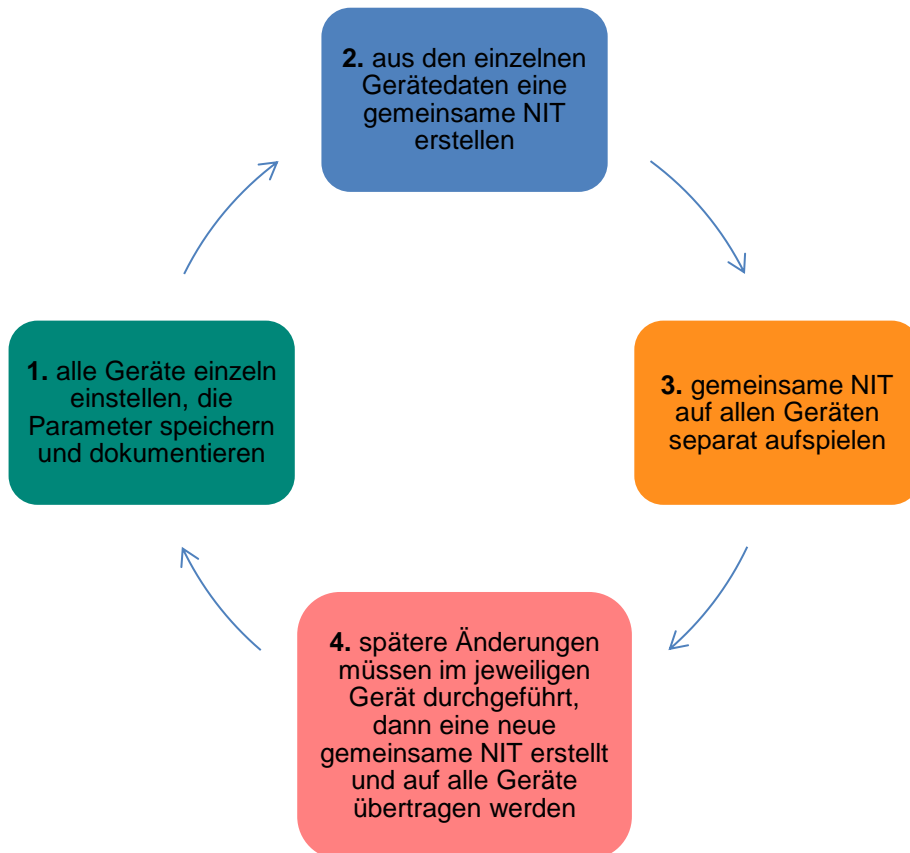 1. alle Geräte einzeln
einstellen, die
Parameter speichern
und dokumentieren
2. aus den einzelnen
Gerätedaten eine
gemeinsame NIT
erstellen
3. gemeinsame NIT
auf allen Geräten
separat aufspielen
4. spätere Änderungen
müssen im jeweiligen
Gerät durchgeführt,
dann eine neue
gemeinsame NIT erstellt
und auf alle Geräte
übertragen werden